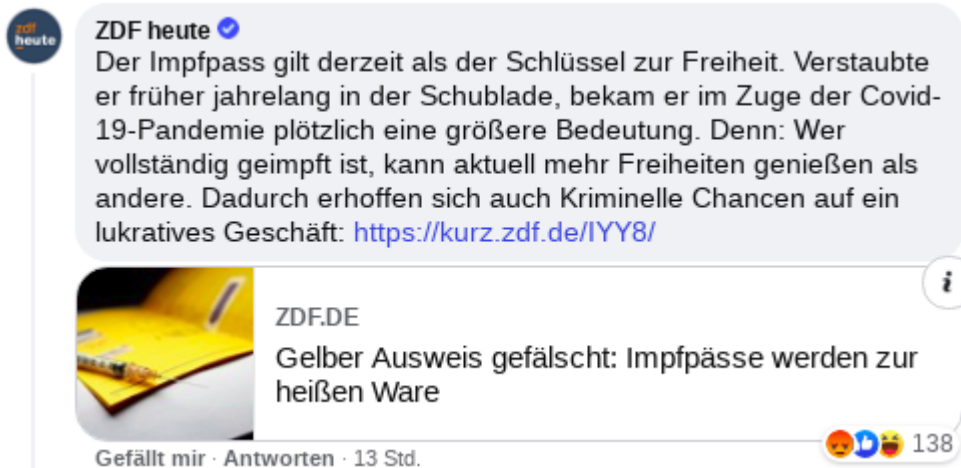 zdf
heute
ZDF heute
Der Impfpass gilt derzeit als der Schlüssel zur Freiheit. Verstaubte
er früher jahrelang in der Schublade, bekam er im Zuge der Covid-
19-Pandemie plötzlich eine größere Bedeutung. Denn: Wer
vollständig geimpft ist, kann aktuell mehr Freiheiten genießen als
andere. Dadurch erhoffen sich auch Kriminelle Chancen auf ein
lukratives Geschäft: https://kurz.zdf.de/IYY8/
i
ZDF.DE
Gelber Ausweis gefälscht: Impfpässe werden zur
heißen Ware
138
Gefällt mir · Antworten · 13 Std.